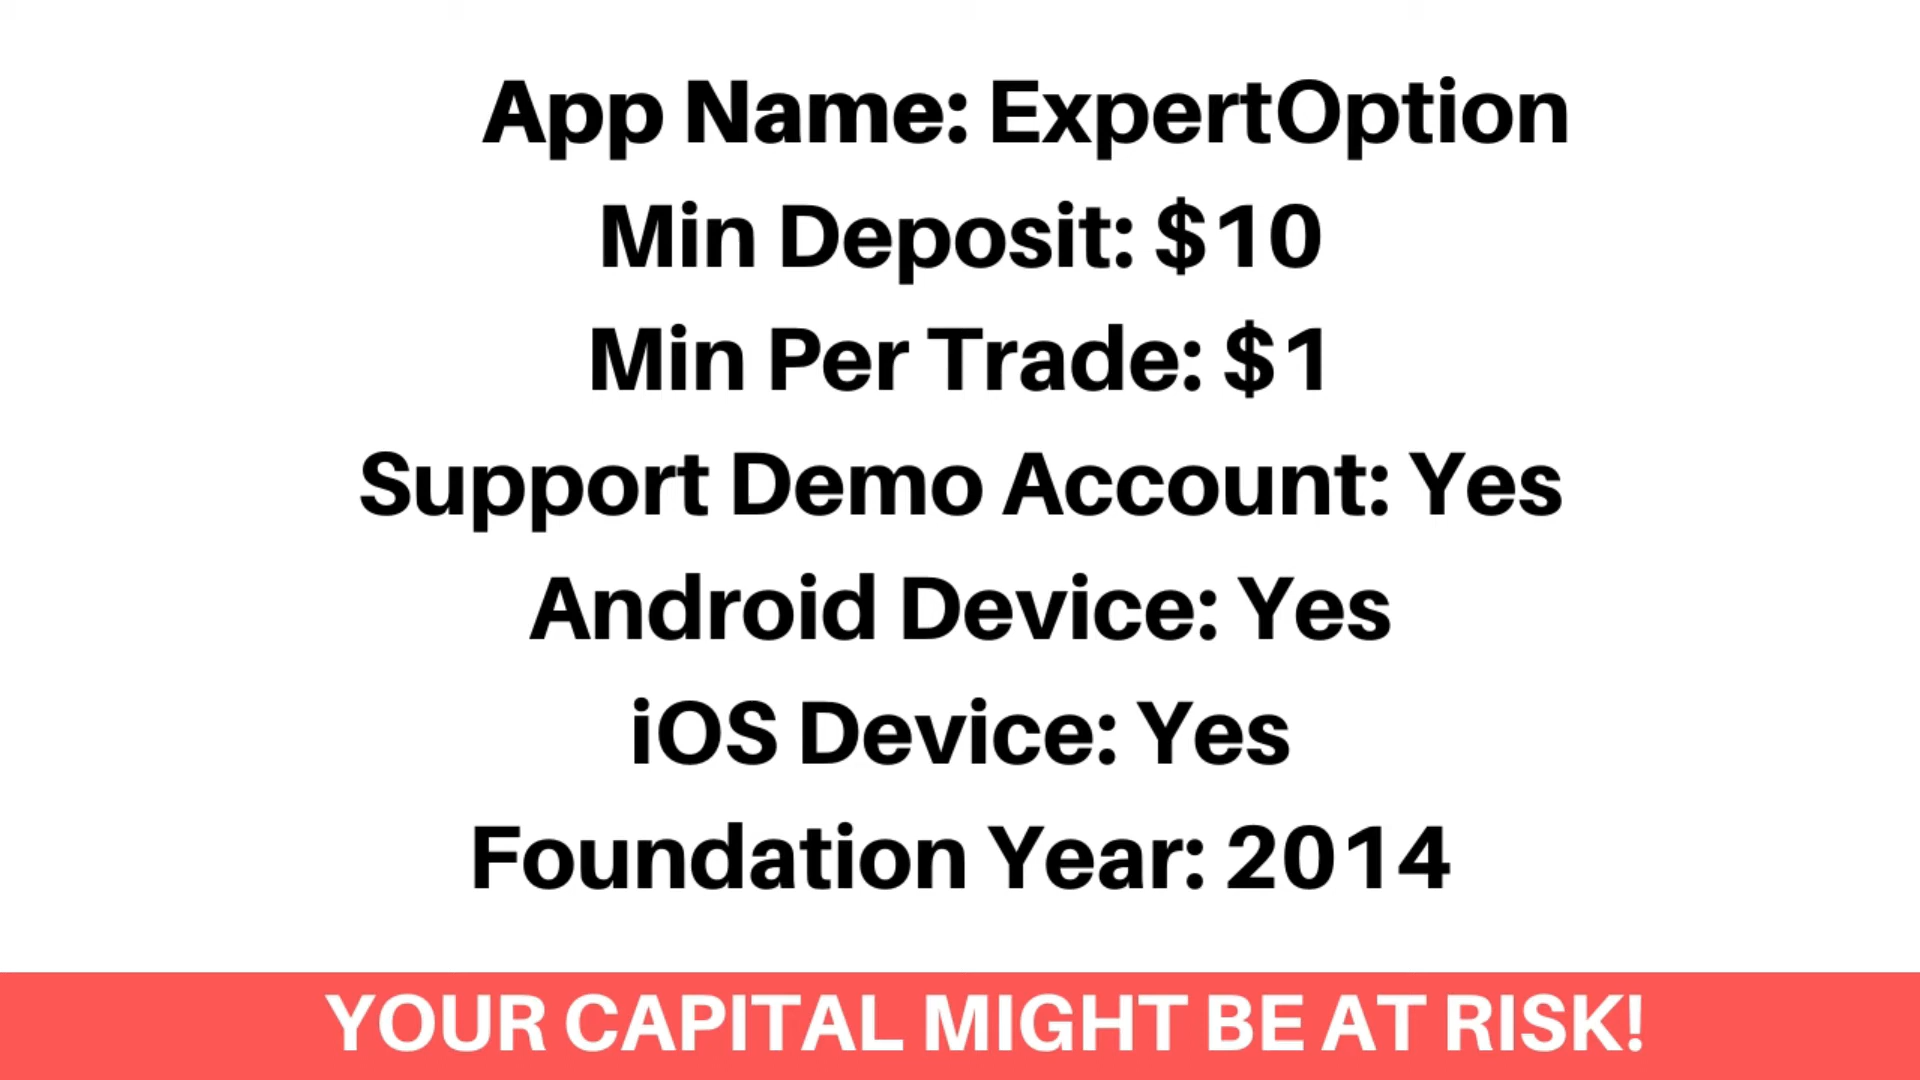 App Name: ExpertOption
Min Deposit: $10
Min Per Trade: $1
Support Demo Account: Yes
Android Device: Yes
iOS Device: Yes
Foundation Year: 2014
YOUR CAPITAL MIGHT BE AT RISK!